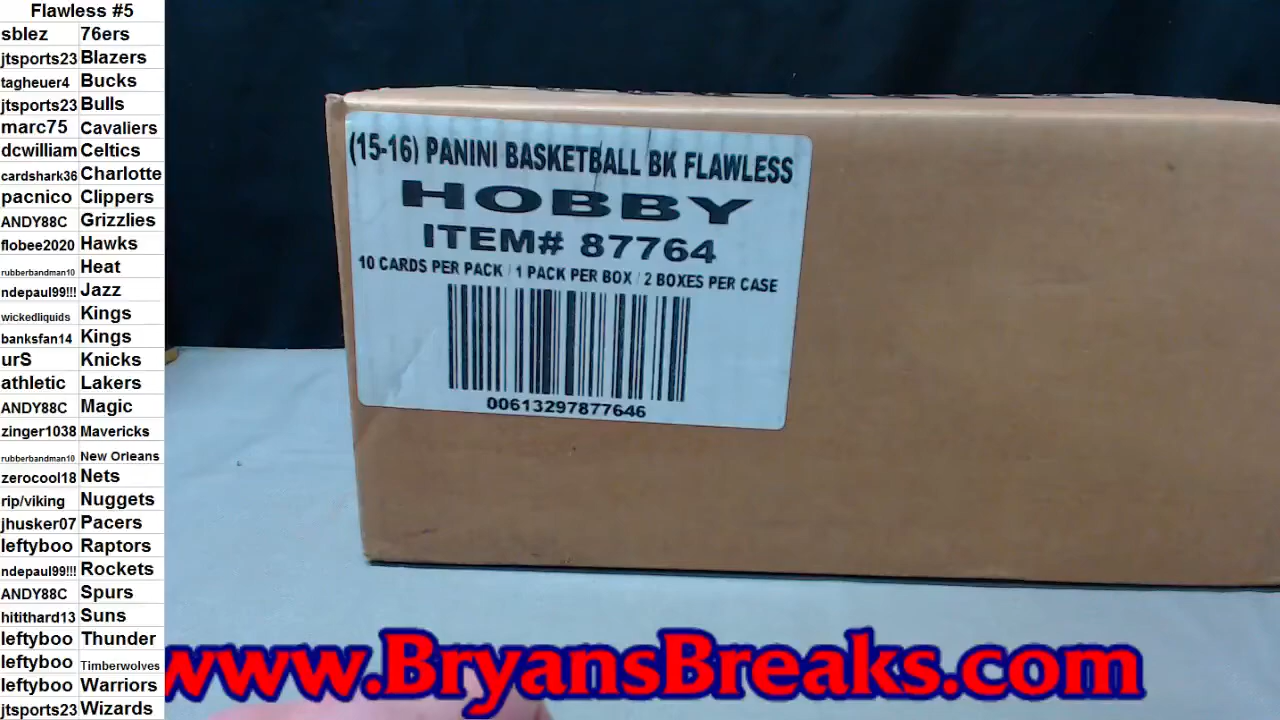 Flawless #5
sblez 76ers
jtsports23 Blazers
tagheuer4 Bucks
jtsports23 Bulls
marc75 Cavaliers
dcwilliam Celtics
cardshark36 Charlotte
pacnico Clippers
ANDY88C Grizzlies
flobee2020 Hawks
rubberbandman10 Heat
ndepaul99!!! Jazz
wickedliquids Kings
banksfan14 Kings
urS Knicks
athletic Lakers
ANDY88C Magic
zinger1038 Mavericks
rubberbandman10 New Orleans
zerocool18 Nets
rip/viking Nuggets
jhusker07 Pacers
leftyboo Raptors
ndepaul99!!! Rockets
ANDY88C Spurs
hitithard13 Suns
leftyboo Thunder
leftyboo Timberwolves
leftyboo Warriors
jtsports23 Wizards
(15-16) PANINI BASKETBALL BK FLAWLESS
HOBBY
ITEM# 87764
10 CARDS PER PACK / 1 PACK PER BOX / 2 BOXES PER CASE
00613297877646
www.BryansBreaks.com